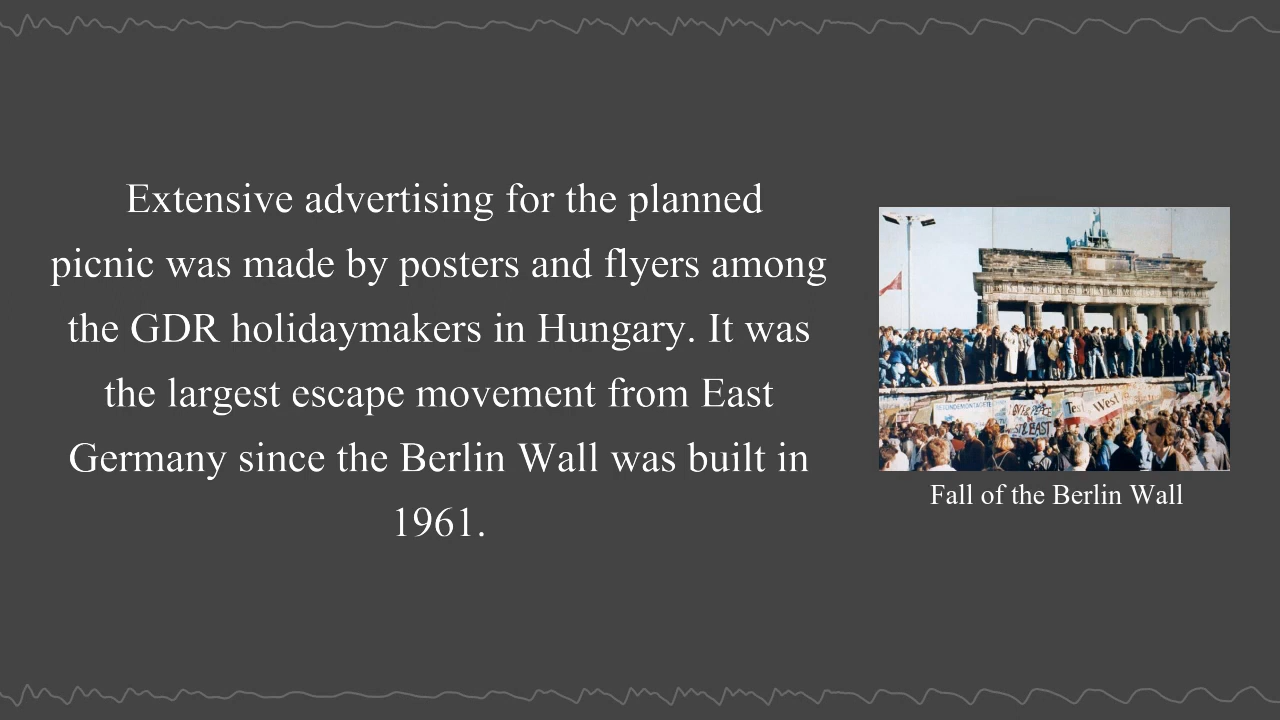 Extensive advertising for the planned
picnic was made by posters and flyers among
the GDR holidaymakers in Hungary. It was
the largest escape movement from East
Germany since the Berlin Wall was built in
1961.
West
EAST
Fall of the Berlin Wall